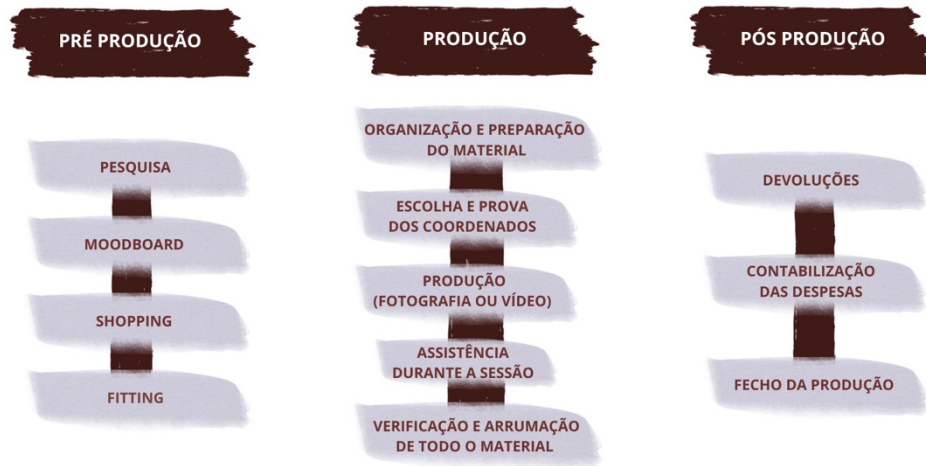 PRÉ PRODUÇÃO
PESQUISA
MOODBOARD
SHOPPING
FITTING
PRODUÇÃO
ORGANIZAÇÃO E PREPARAÇÃO
DO MATERIAL
ESCOLHA E PROVA
DOS COORDENADOS
PRODUÇÃO
(FOTOGRAFIA OU VÍDEO)
ASSISTÊNCIA
DURANTE A SESSÃO
VERIFICAÇÃO E ARRUMAÇÃO
DE TODO O MATERIAL
PÓS PRODUÇÃO
DEVOLUÇÕES
CONTABILIZAÇÃO
DAS DESPESAS
FECHO DA PRODUÇÃO